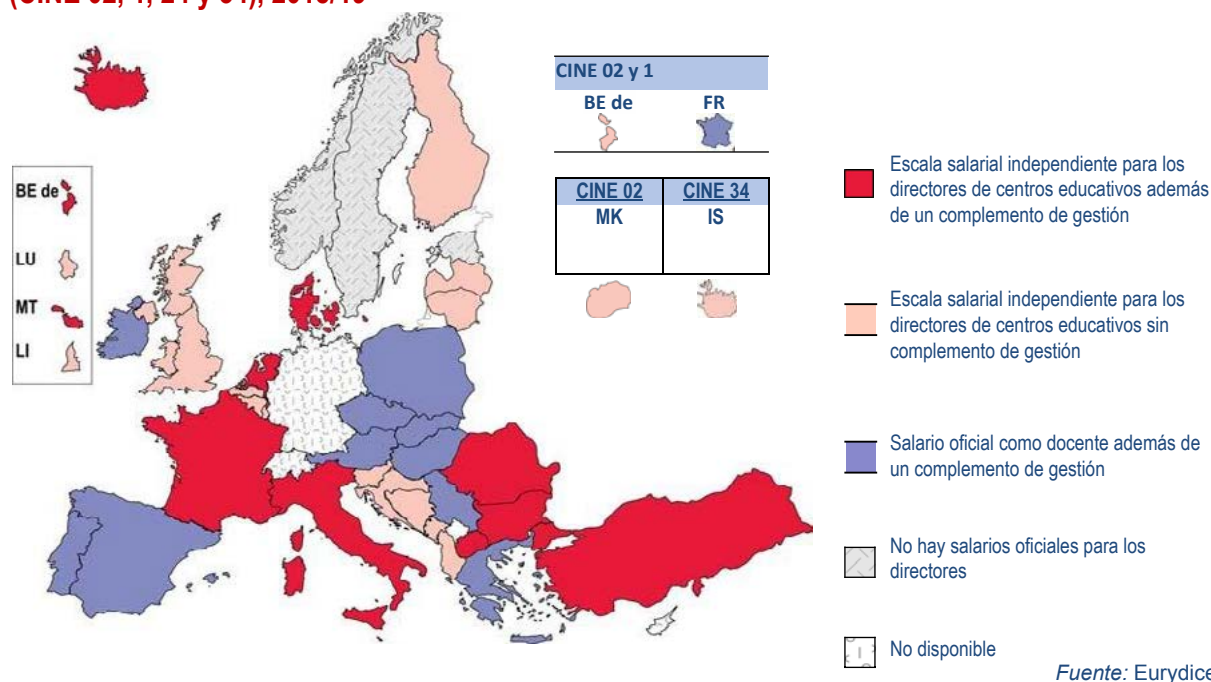 CINE 02 y 1
BE de FR
CINE 02 CINE 34
MK IS
BE de
LU
MT
LI
Escala salarial independiente para los
directores de centros educativos además
de un complemento de gestión
Escala salarial independiente para los
directores de centros educativos sin
complemento de gestión
Salario oficial como docente además de
un complemento de gestión
No hay salarios oficiales para los
directores
No disponible
Fuente: Eurydice